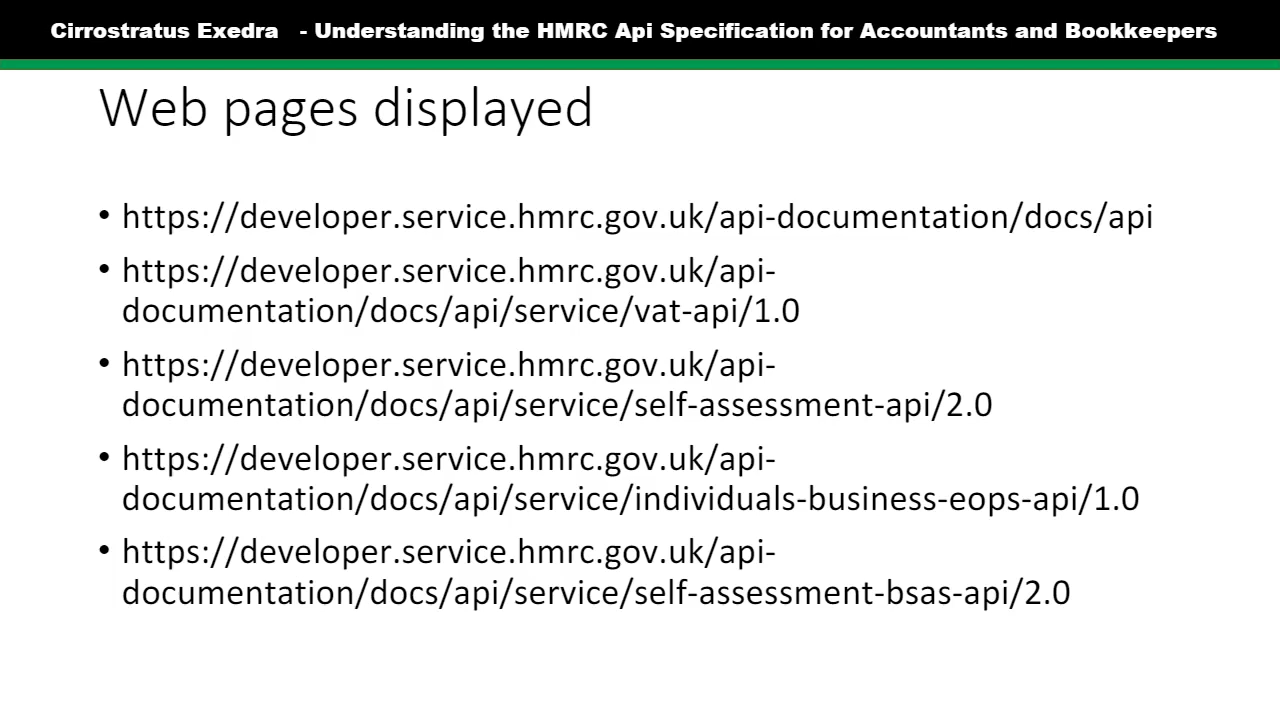 Cirrostratus Exedra - Understanding the HMRC Api Specification for Accountants and Bookkeepers
Web pages displayed
• https://developer.service.hmrc.gov.uk/api-documentation/docs/api
• https://developer.service.hmrc.gov.uk/api-
documentation/docs/api/service/vat-api/1.0
• https://developer.service.hmrc.gov.uk/api-
documentation/docs/api/service/self-assessment-api/2.0
• https://developer.service.hmrc.gov.uk/api-
documentation/docs/api/service/individuals-business-eops-api/1.0
• https://developer.service.hmrc.gov.uk/api-
documentation/docs/api/service/self-assessment-bsas-api/2.0